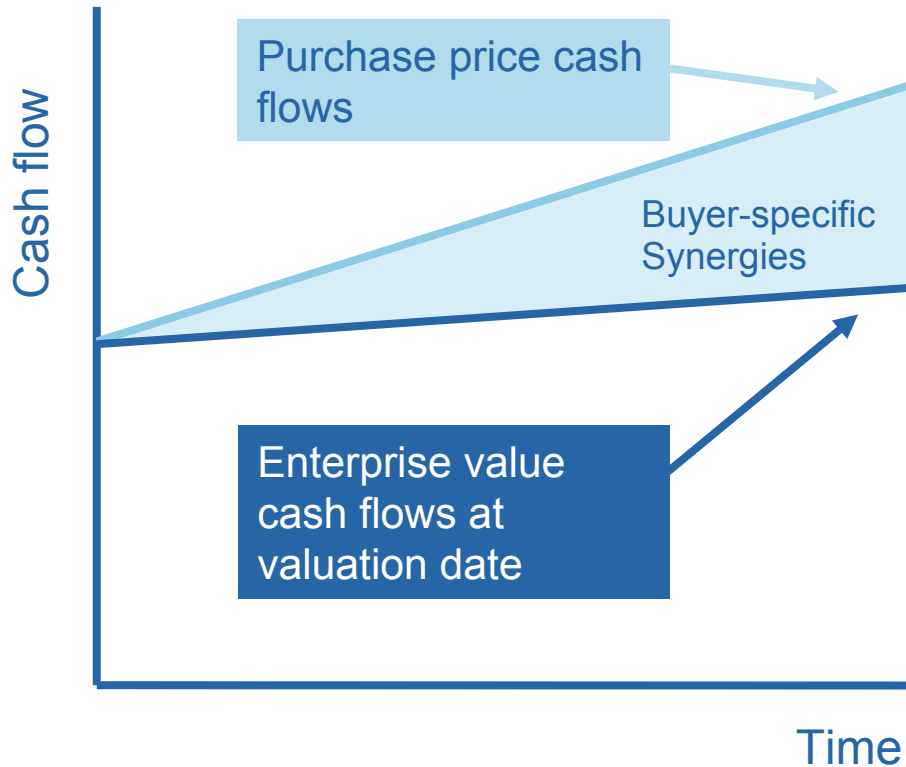 Cash flow
Purchase price cash
flows
Buyer-specific
Synergies
Enterprise value
cash flows at
valuation date
Time